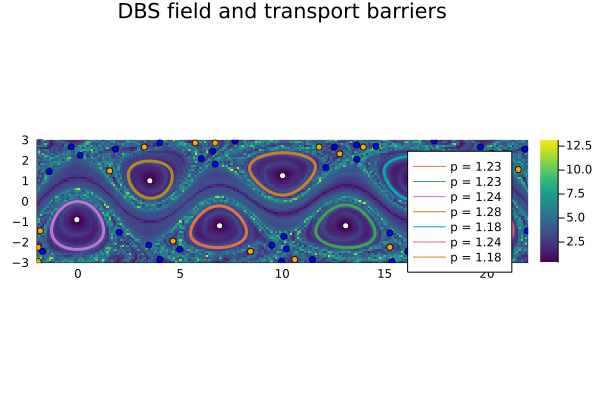 DBS field and transport barriers
3
2
1
0
−1
−2
−3
0
5
10
15
20
p = 1.23
p = 1.23
p = 1.24
p = 1.28
p = 1.18
p = 1.24
p = 1.18
12.5
10.0
7.5
5.0
2.5